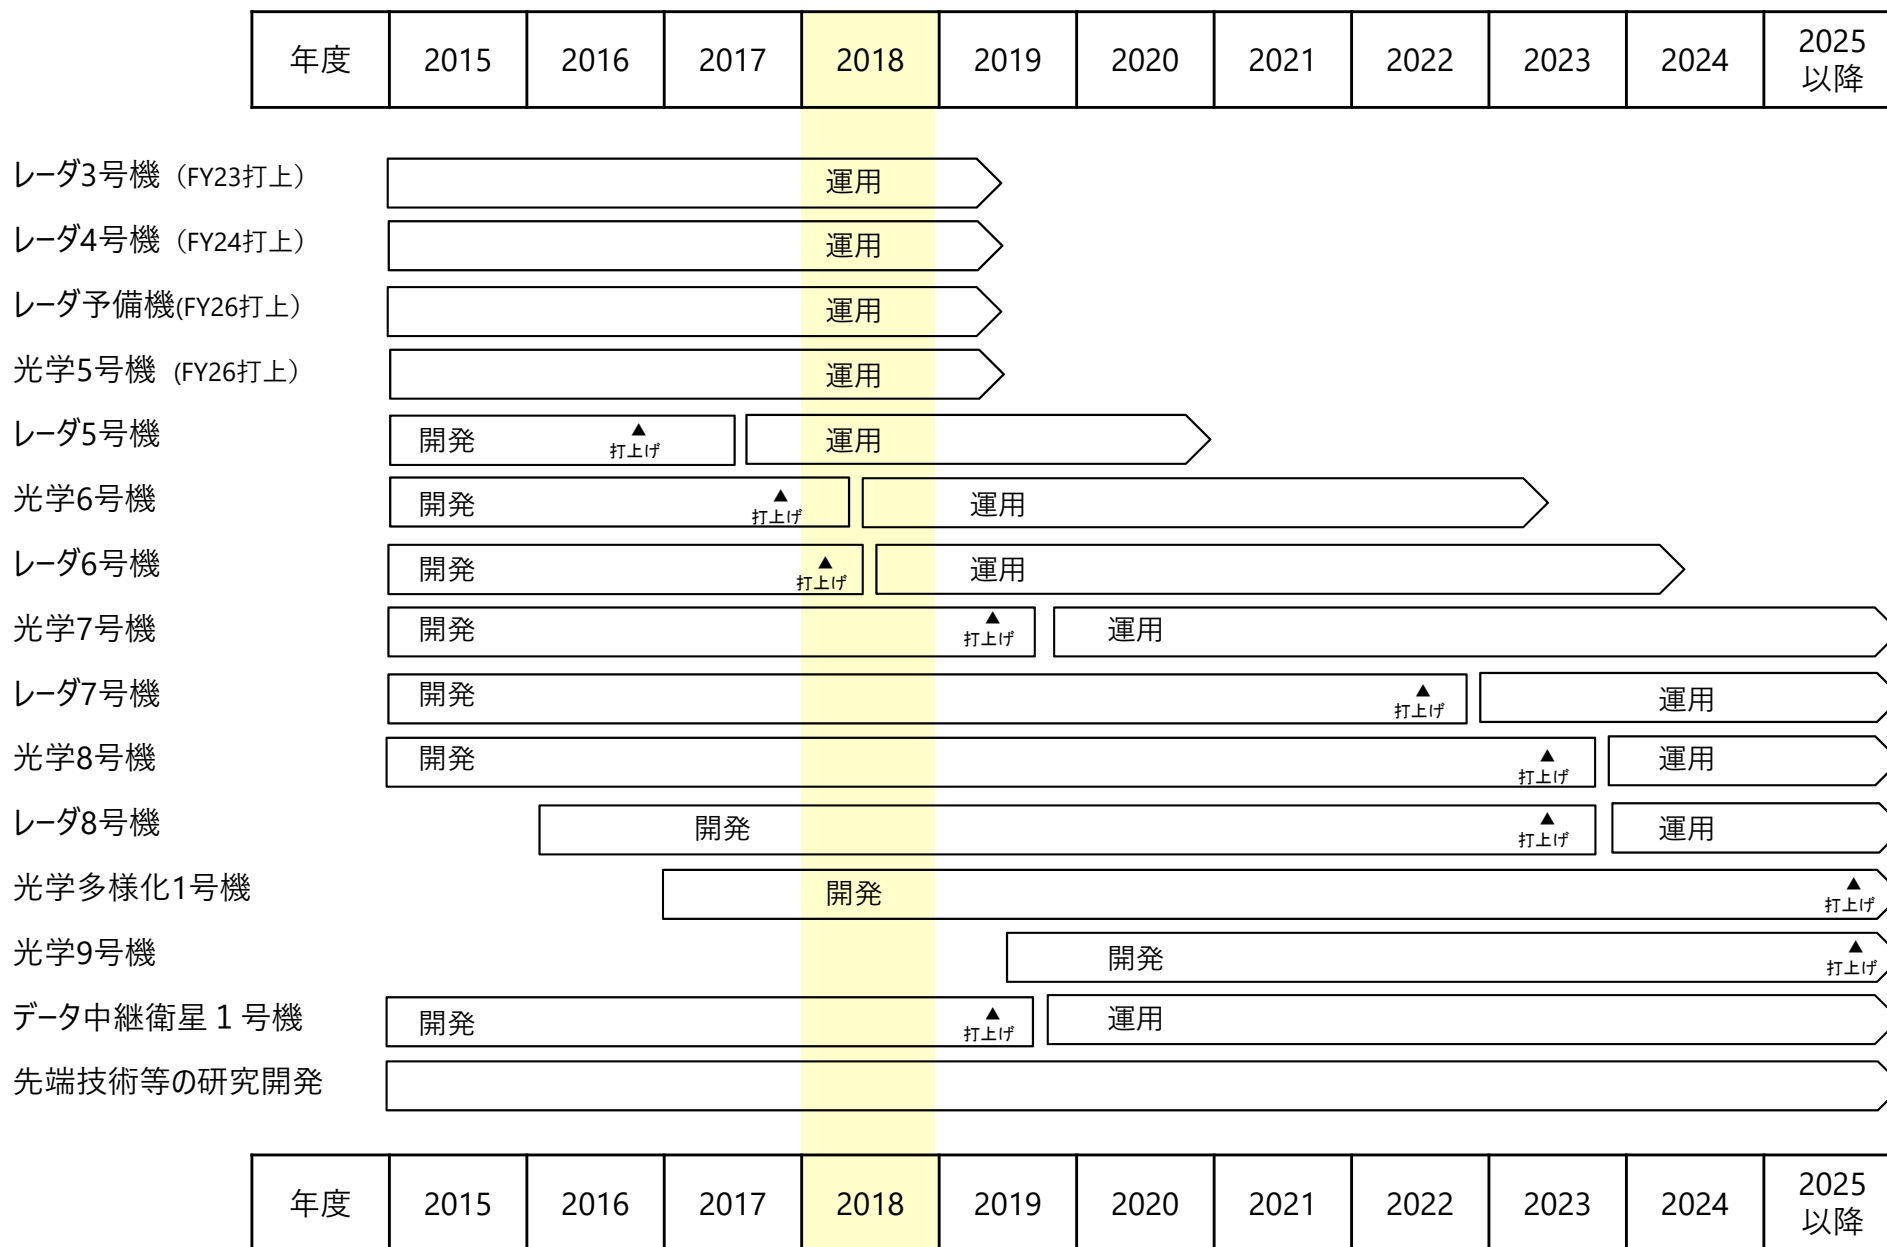 年度 2015 2016 2017 2018 2019 2020 2021 2022 2023 2024 2025
以降
レーダ3号機（FY23打上） 運用
レーダ4号機（FY24打上） 運用
レーダ予備機(FY26打上） 運用
光学5号機 (FY26打上） 運用
レーダ5号機 開発 ▲ 運用
打上げ
光学6号機 開発 ▲ 運用
打上げ
レーダ6号機 開発 ▲ 運用
打上げ
光学7号機 開発 ▲ 運用
打上げ
レーダ7号機 開発 ▲ 運用
打上げ
光学8号機 開発 ▲ 運用
打上げ
レーダ8号機 開発 ▲ 運用
打上げ
光学多様化1号機 開発 ▲
打上げ
光学9号機 開発 ▲
打上げ
データ中継衛星１号機 開発 ▲ 運用
打上げ
先端技術等の研究開発
年度 2015 2016 2017 2018 2019 2020 2021 2022 2023 2024 2025
以降